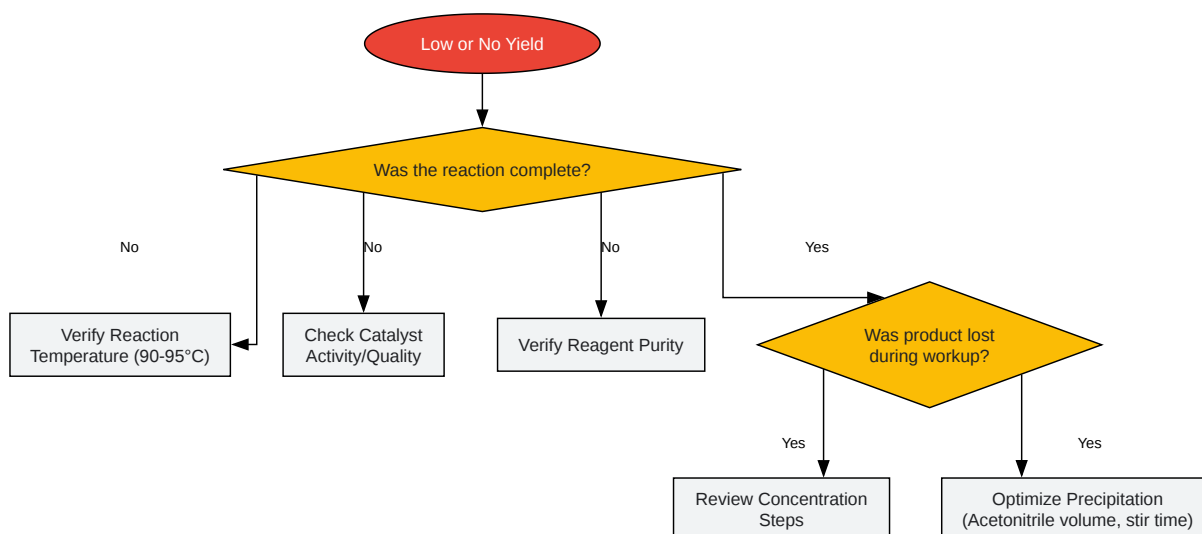 Low or No Yield
Was the reaction complete?
No
No
No
Yes
Verify Reaction
Temperature (90-95°C)
Check Catalyst
Activity/Quality
Verify Reagent Purity
Was product lost
during workup?
Yes
Yes
Review Concentration
Steps
Optimize Precipitation
(Acetonitrile volume, stir time)